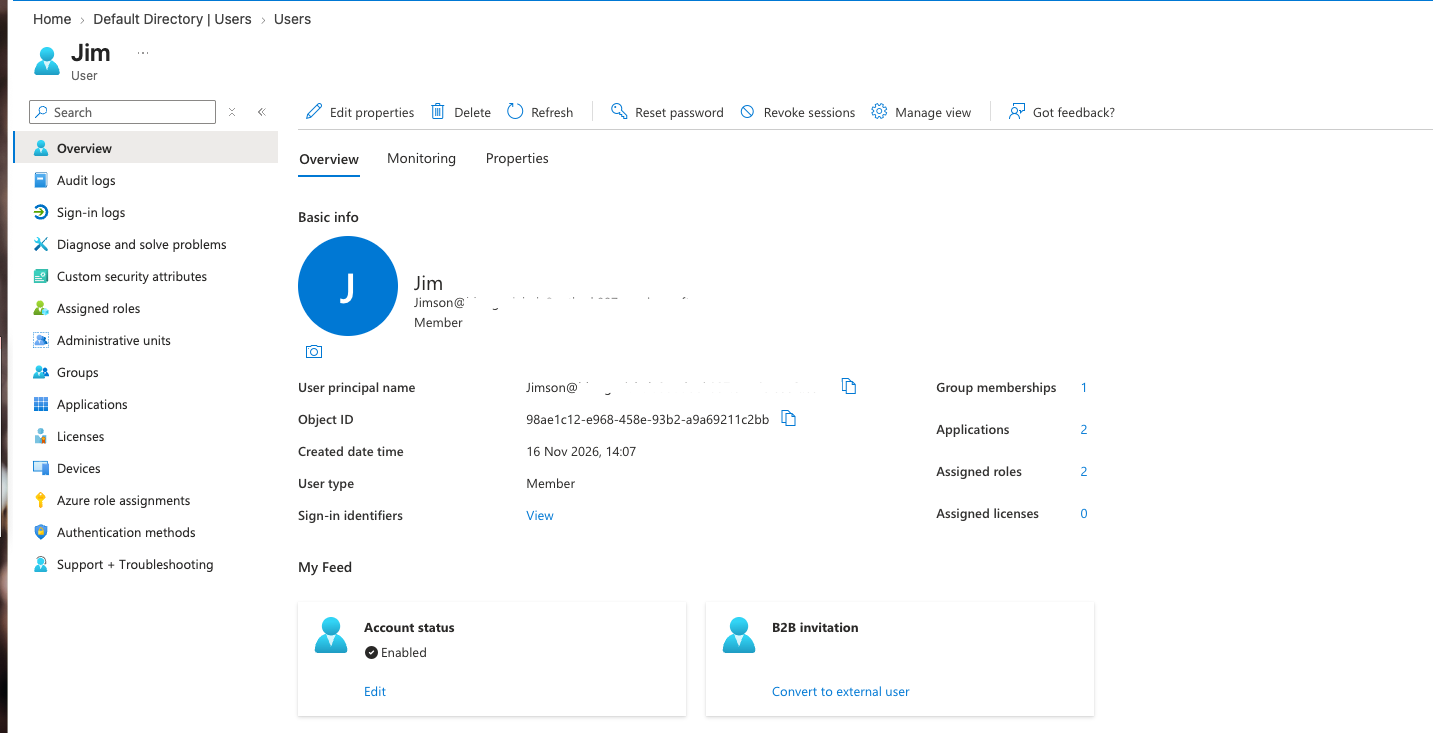 Home > Default Directory | Users > Users
Jim ...
User
Search
Overview
Audit logs
Sign-in logs
Diagnose and solve problems
Custom security attributes
Assigned roles
Administrative units
Groups
Applications
Licenses
Devices
Azure role assignments
Authentication methods
Support + Troubleshooting
Edit properties Delete Refresh Reset password Revoke sessions Manage view Got feedback?
Overview Monitoring Properties
Basic info
J
Jim
Jimson@
Member
User principal name Jimson@
Object ID 98ae1c12-e968-458e-93b2-a9a69211c2bb
Created date time 16 Nov 2026, 14:07
User type Member
Sign-in identifiers View
Group memberships 1
Applications 2
Assigned roles 2
Assigned licenses 0
My Feed
Account status
Enabled
Edit
B2B invitation
Convert to external user